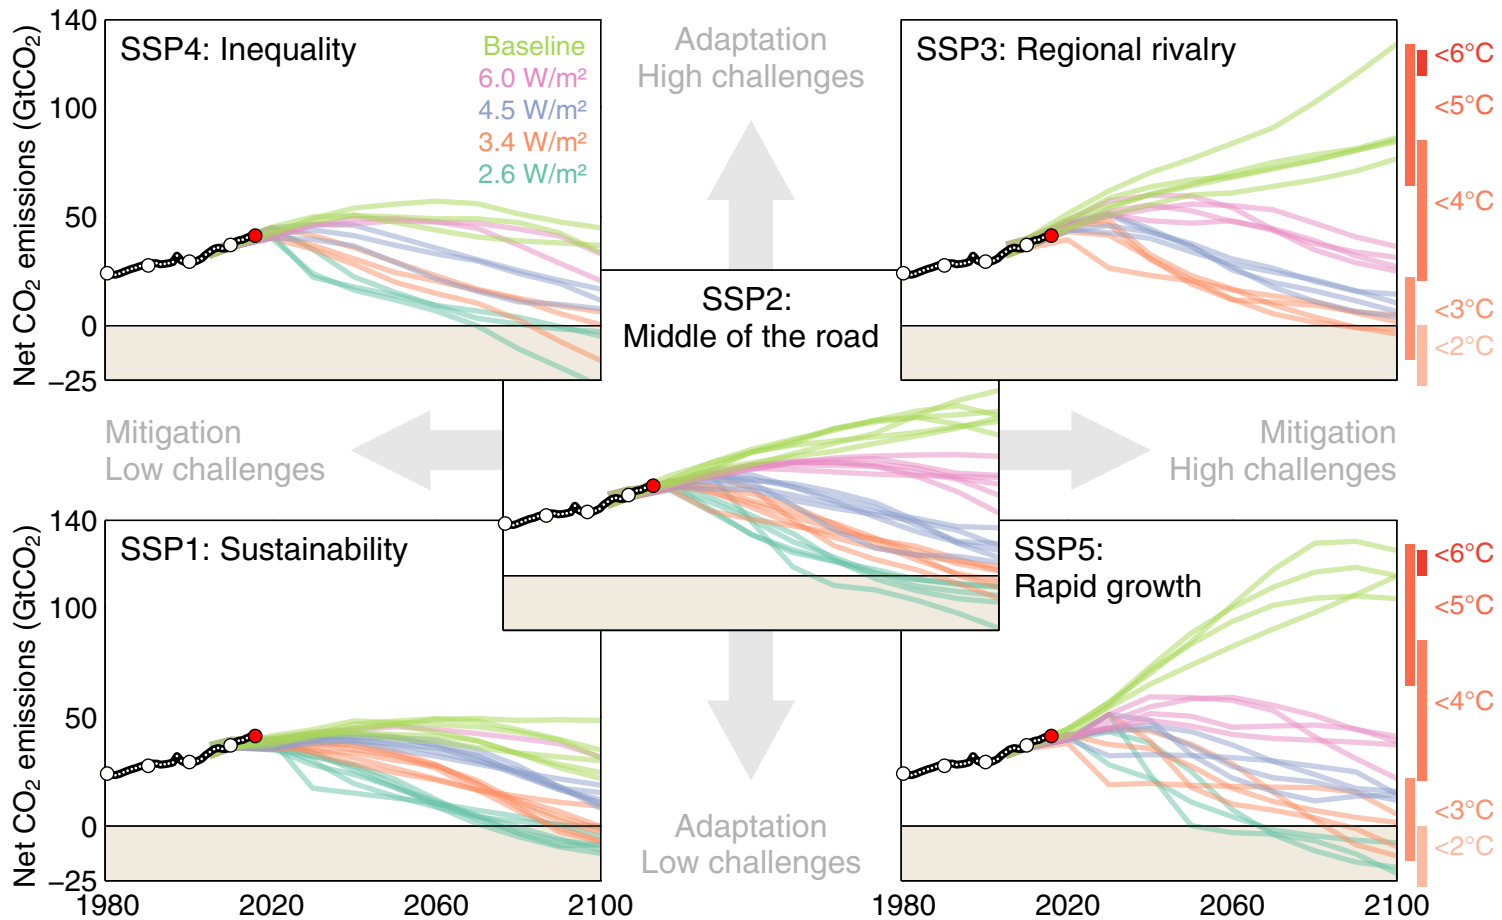 140
100
50
0
−25
Net CO₂ emissions (GtCO₂)
SSP4: Inequality
Baseline
6.0 W/m²
4.5 W/m²
3.4 W/m²
2.6 W/m²
Adaptation
High challenges
SSP3: Regional rivalry
<6°C
<5°C
<4°C
<3°C
<2°C
SSP2:
Middle of the road
Mitigation
Low challenges
Mitigation
High challenges
140
100
50
0
−25
Net CO₂ emissions (GtCO₂)
SSP1: Sustainability
SSP5:
Rapid growth
<6°C
<5°C
<4°C
<3°C
<2°C
Adaptation
Low challenges
1980
2020
2060
2100
1980
2020
2060
2100